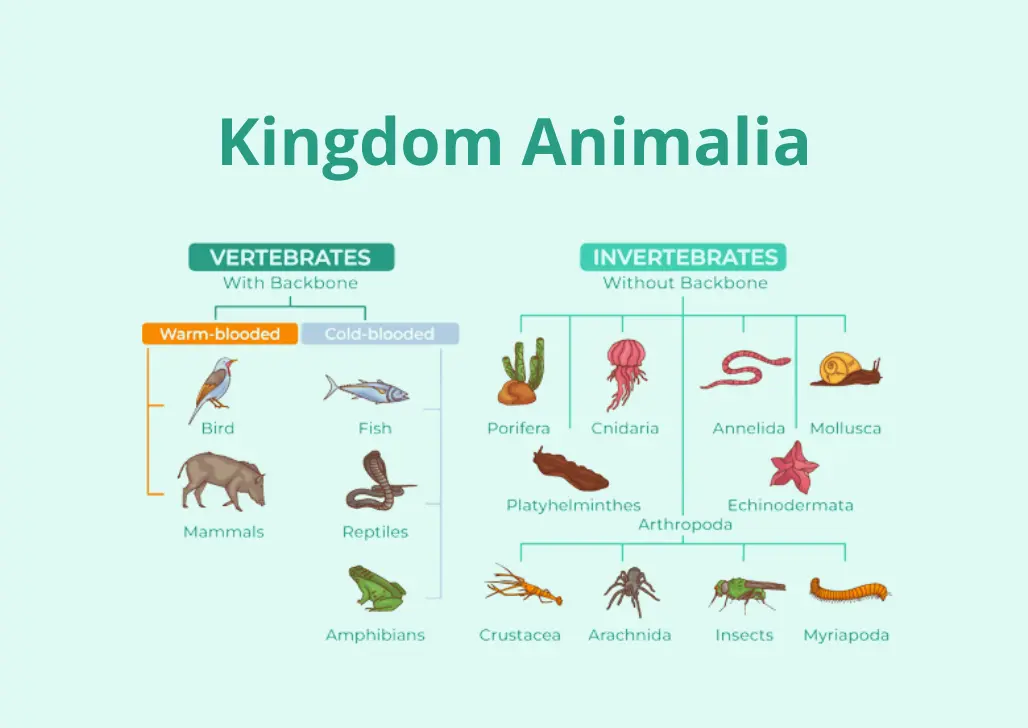 Kingdom Animalia
VERTEBRATES
With Backbone
Warm-blooded
Cold-blooded
Bird
Fish
Mammals
Reptiles
Amphibians
INVERTEBRATES
Without Backbone
Porifera
Cnidaria
Annelida
Mollusca
Platyhelminthes
Echinodermata
Arthropoda
Crustacea
Arachnida
Insects
Myriapoda